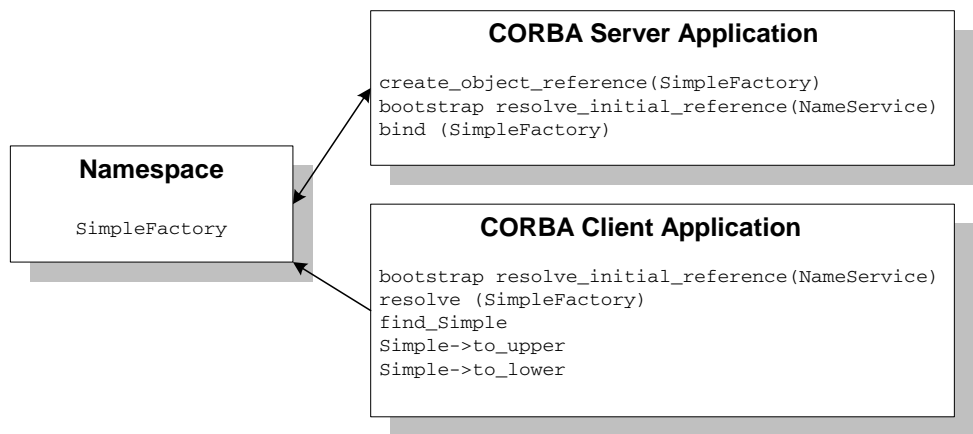 CORBA Server Application
create_object_reference(SimpleFactory)
bootstrap resolve_initial_reference(NameService)
bind (SimpleFactory)
Namespace
SimpleFactory
CORBA Client Application
bootstrap resolve_initial_reference(NameService)
resolve (SimpleFactory)
find_Simple
Simple->to_upper
Simple->to_lower